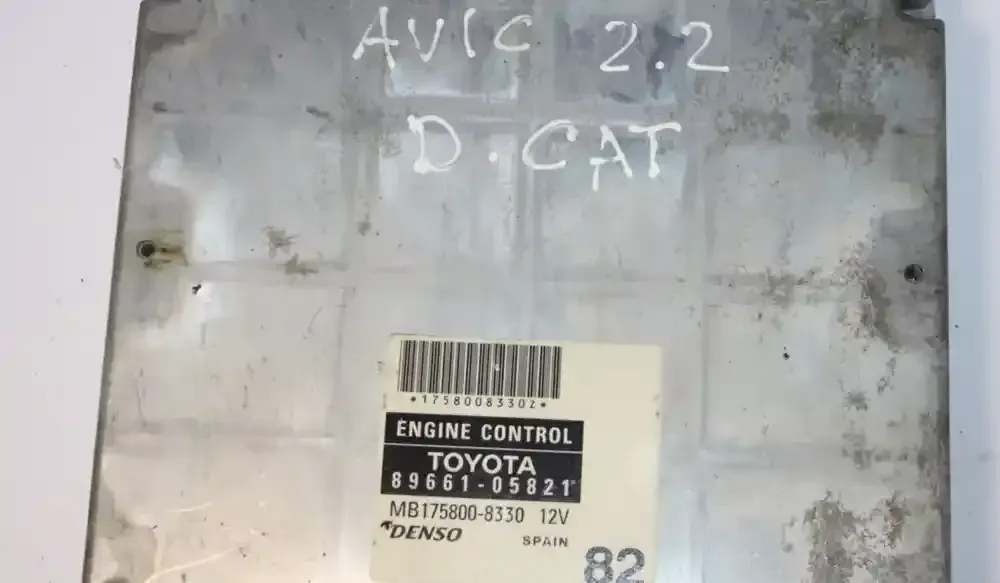 AVIC 2.2
D.CAT
*17580083302*
ENGINE CONTROL
TOYOTA
89661-05821
MB175800-8330 12V
DENSO SPAIN
82